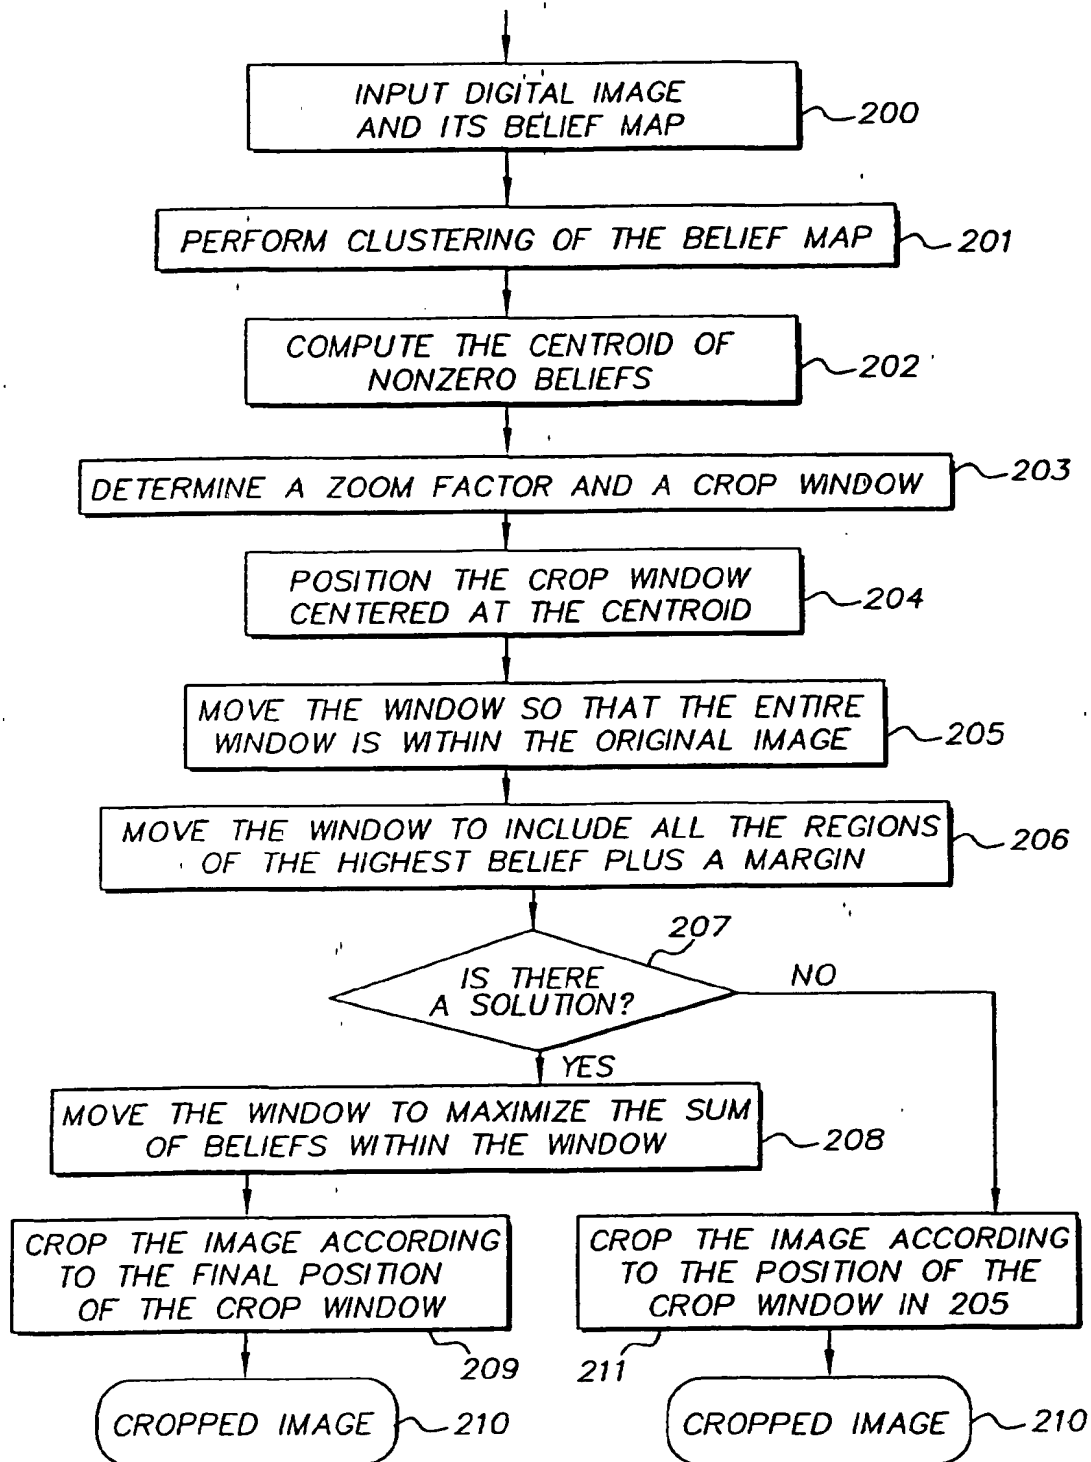 INPUT DIGITAL IMAGE
AND ITS BELIEF MAP
200
PERFORM CLUSTERING OF THE BELIEF MAP
201
COMPUTE THE CENTROID OF
NONZERO BELIEFS
202
DETERMINE A ZOOM FACTOR AND A CROP WINDOW
203
POSITION THE CROP WINDOW
CENTERED AT THE CENTROID
204
MOVE THE WINDOW SO THAT THE ENTIRE
WINDOW IS WITHIN THE ORIGINAL IMAGE
205
MOVE THE WINDOW TO INCLUDE ALL THE REGIONS
OF THE HIGHEST BELIEF PLUS A MARGIN
206
207
IS THERE
A SOLUTION?
NO
YES
MOVE THE WINDOW TO MAXIMIZE THE SUM
OF BELIEFS WITHIN THE WINDOW
208
CROP THE IMAGE ACCORDING
TO THE FINAL POSITION
OF THE CROP WINDOW
209
CROP THE IMAGE ACCORDING
TO THE POSITION OF THE
CROP WINDOW IN 205
211
CROPPED IMAGE
210
CROPPED IMAGE
210